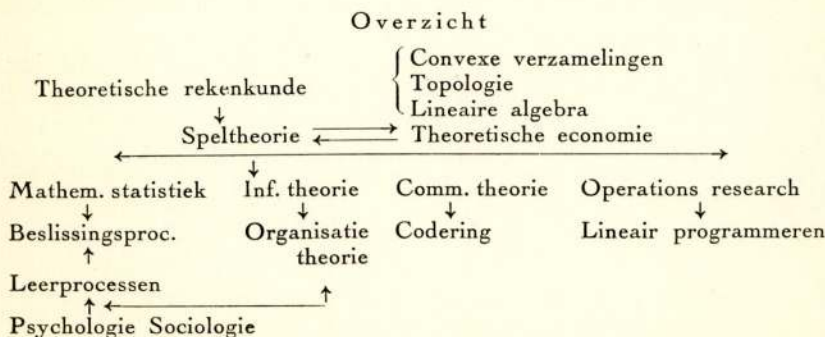 Overzicht
Convexe verzamelingen
Theoretische rekenkunde
Topologie
Lineaire algebra
Speltheorie
Theoretische economie
Mathem. statistiek Inf. theorie Comm. theorie Operations research
Beslissingsproc. Organisatie Codering Lineair programmeren
theorie
Leerprocessen
Psychologie Sociologie